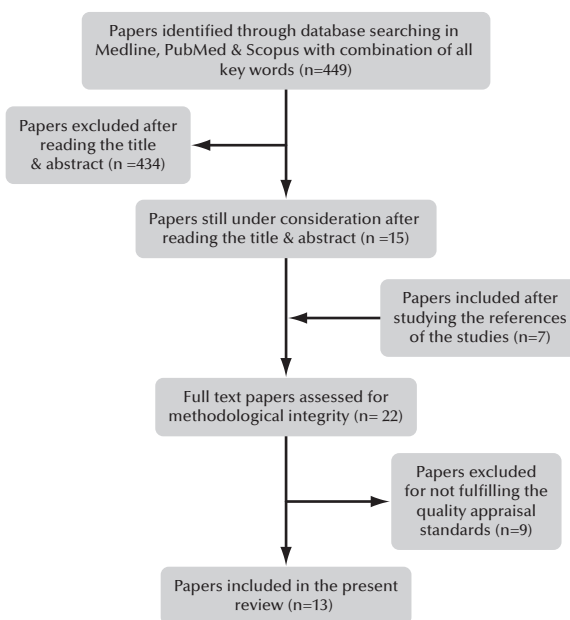 Papers identified through database searching in
Medline, PubMed & Scopus with combination of all
key words (n=449)
Papers excluded after
reading the title
& abstract (n =434)
Papers still under consideration after
reading the title & abstract (n =15)
Papers included after
studying the references
of the studies (n=7)
Full text papers assessed for
methodological integrity (n= 22)
Papers excluded
for not fulfilling the
quality appraisal
standards (n=9)
Papers included in the present
review (n=13)